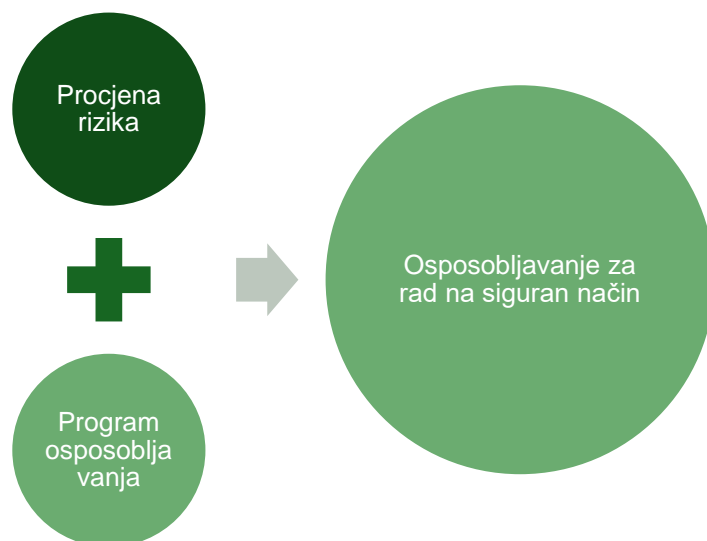 Procjena
rizika
Program
osposoblja
vanja
Osposobljavanje za
rad na siguran način